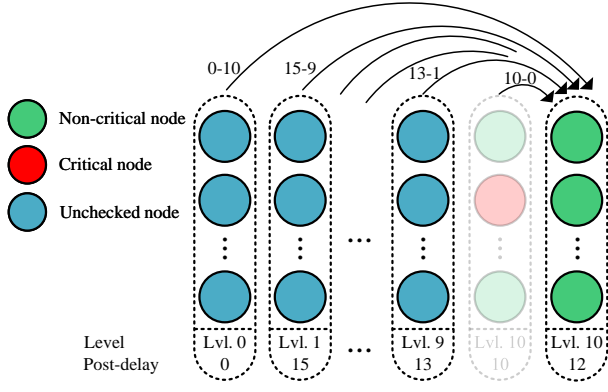 0-10
15-9
13-1
10-0
Non-critical node
Critical node
Unchecked node
... 
Level Lvl. 0 Lvl. 1 Lvl. 9 Lvl. 10 Lvl. 10
Post-delay 0 15 ... 13 10 12